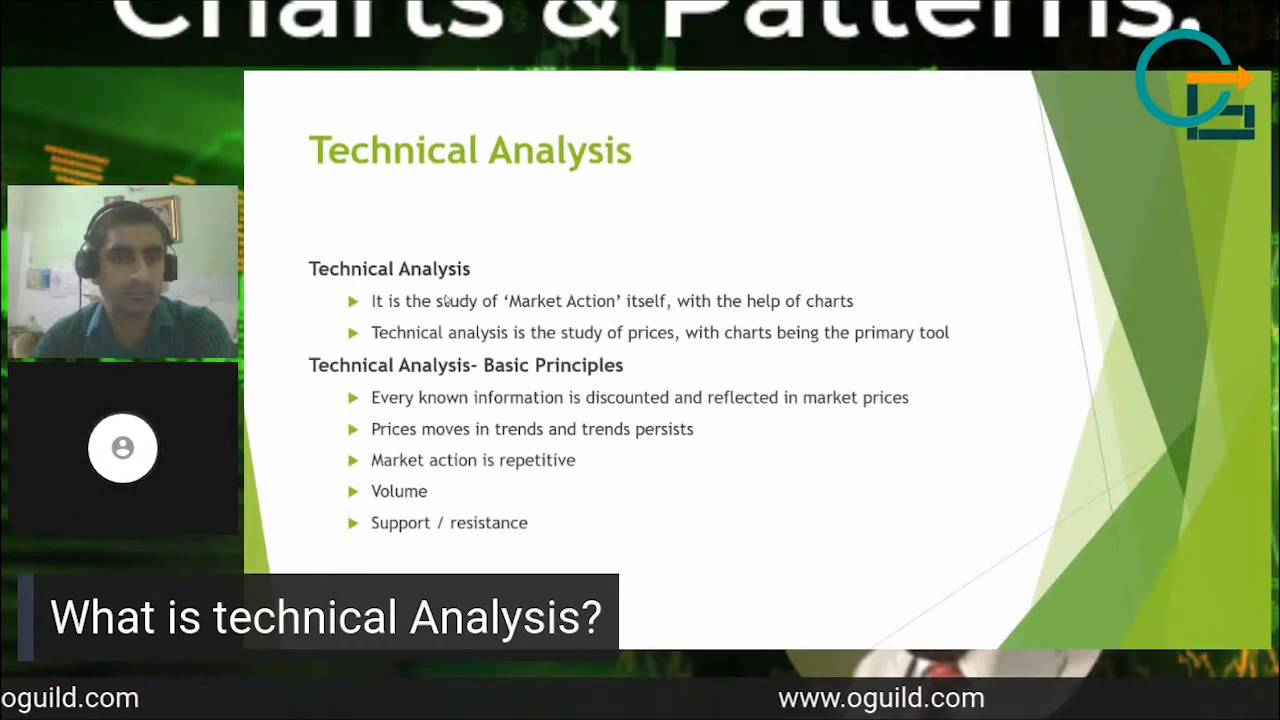 Charts & Patterns.
Technical Analysis
Technical Analysis
It is the study of ‘Market Action’ itself, with the help of charts
Technical analysis is the study of prices, with charts being the primary tool
Technical Analysis- Basic Principles
Every known information is discounted and reflected in market prices
Prices moves in trends and trends persists
Market action is repetitive
Volume
Support / resistance
What is technical Analysis?
oguild.com
www.oguild.com